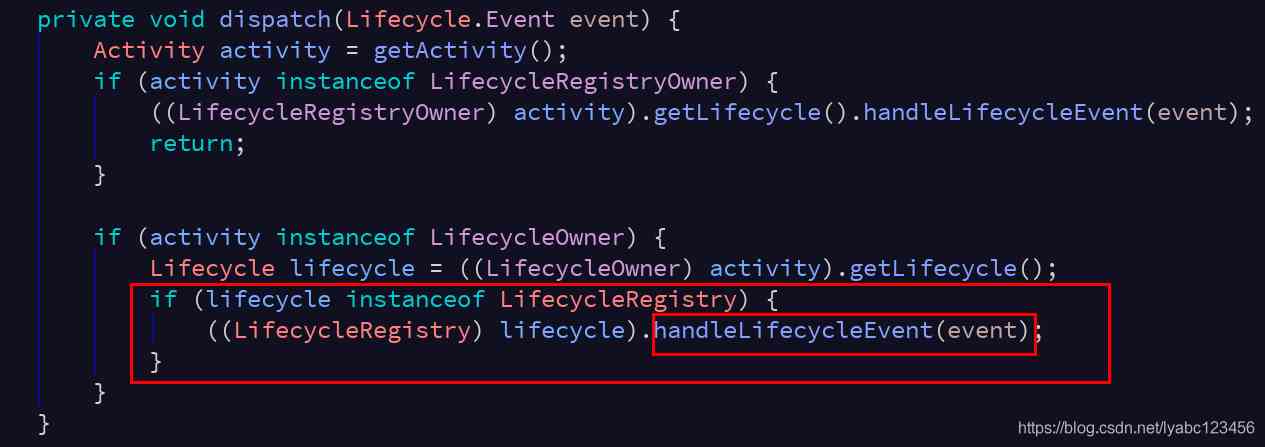 private void dispatch(Lifecycle.Event event) {
    Activity activity = getActivity();
    if (activity instanceof LifecycleRegistryOwner) {
        ((LifecycleRegistryOwner) activity).getLifecycle().handleLifecycleEvent(event);
        return;
    }

    if (activity instanceof LifecycleOwner) {
        Lifecycle lifecycle = ((LifecycleOwner) activity).getLifecycle();
        if (lifecycle instanceof LifecycleRegistry) {
            ((LifecycleRegistry) lifecycle).handleLifecycleEvent(event);
        }
    }
}
https://blog.csdn.net/lyabc123456